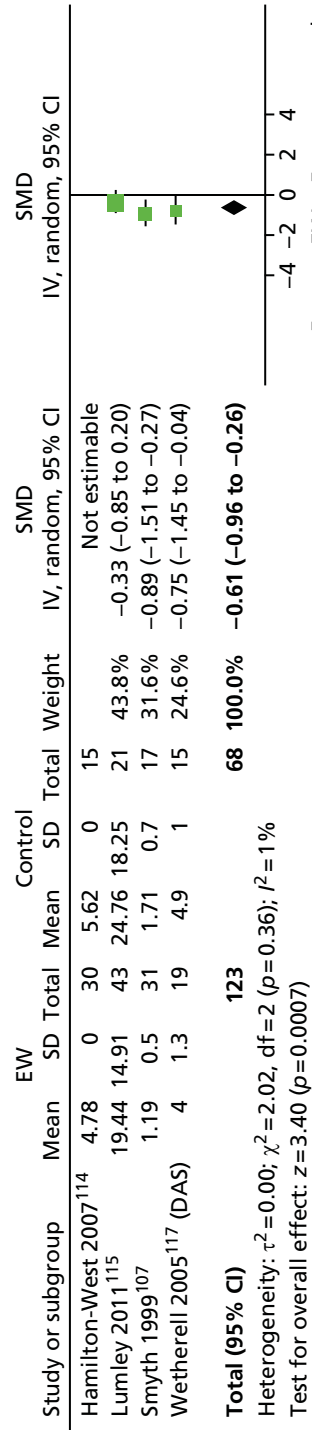 EW Control SMD SMD
Study or subgroup Mean SD Total Mean SD Total Weight IV, random, 95% CI IV, random, 95% CI
Hamilton-West 2007114 4.78 0 30 5.62 0 15 Not estimable
Lumley 2011115 19.44 14.91 43 24.76 18.25 21 43.8% −0.33 (−0.85 to 0.20)
Smyth 1999107 1.19 0.5 31 1.71 0.7 17 31.6% −0.89 (−1.51 to −0.27)
Wetherell 2005117 (DAS) 4 1.3 19 4.9 1 15 24.6% −0.75 (−1.45 to −0.04)
Total (95% CI) 123 68 100.0% −0.61 (−0.96 to −0.26)
Heterogeneity: τ2=0.00; χ2=2.02, df=2 (p=0.36); I2=1%
Test for overall effect: z=3.40 (p=0.0007)
−4 −2 0 2 4